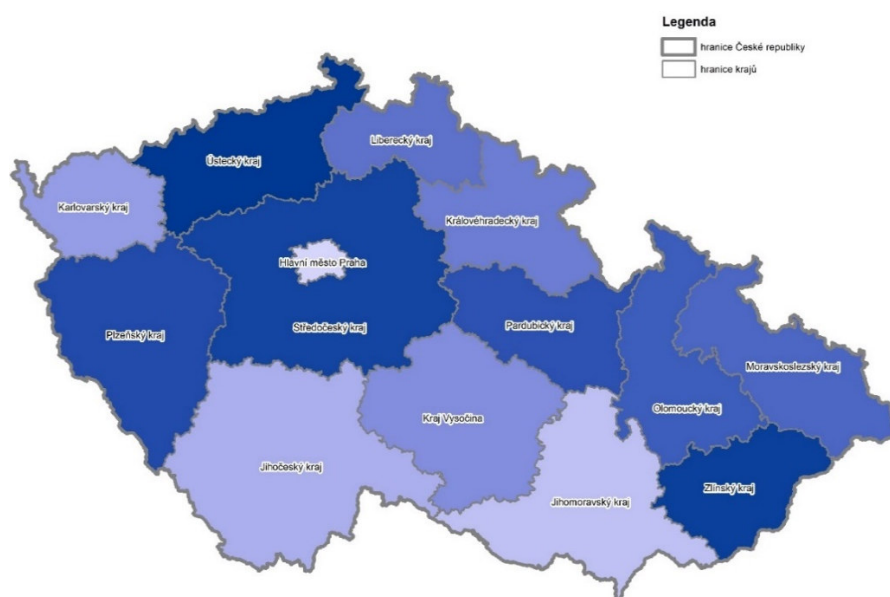 Legenda
hranice České republiky
hranice krajů
Ústecký kraj
Liberecký kraj
Karlovarský kraj
Královéhradecký kraj
Hlavní město Praha
Středočeský kraj
Pardubický kraj
Plzeňský kraj
Moravskoslezský kraj
Olomoucký kraj
Kraj Vysočina
Jihočeský kraj
Zlínský kraj
Jihomoravský kraj